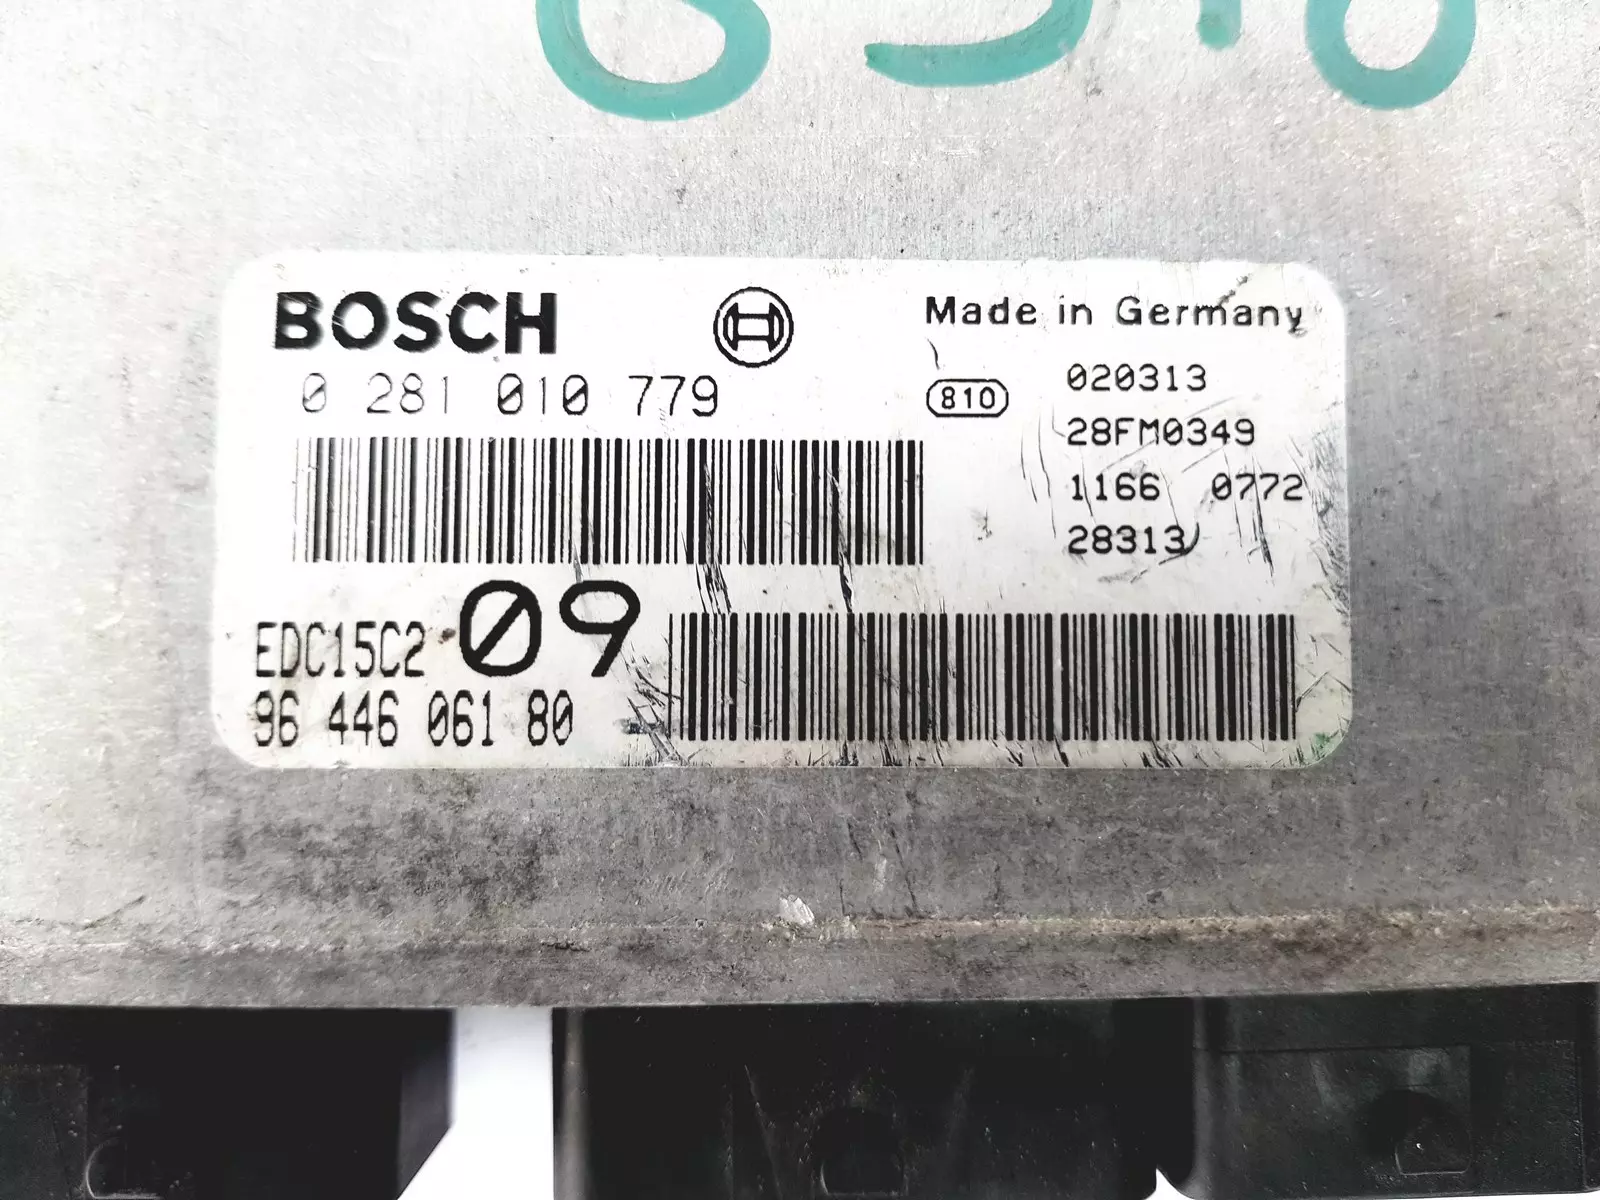 BOSCH
0 281 010 779
Made in Germany
810
020313
28FM0349
1166 0772
28313
EDC15C2 09
96 446 061 80